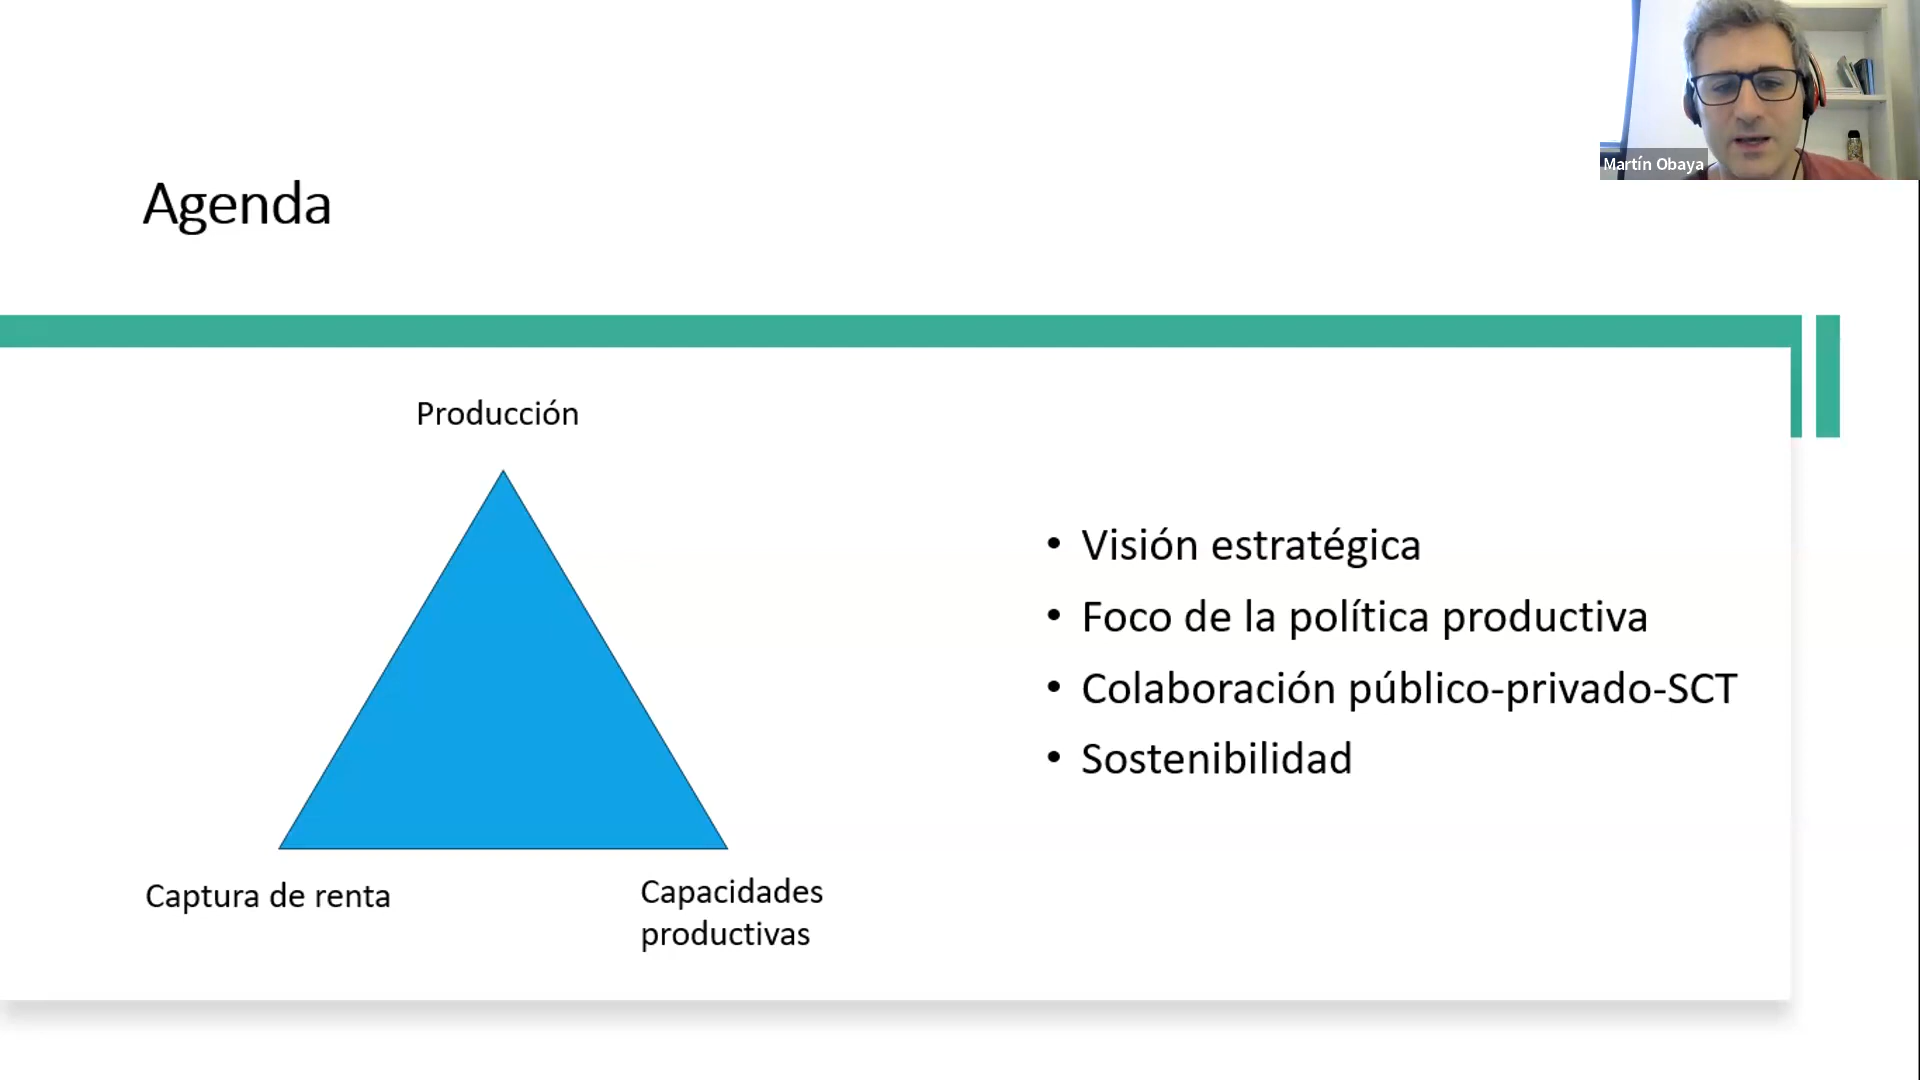 Martín Obaya
Agenda
Producción
Captura de renta
Capacidades
productivas
• Visión estratégica
• Foco de la política productiva
• Colaboración público-privado-SCT
• Sostenibilidad